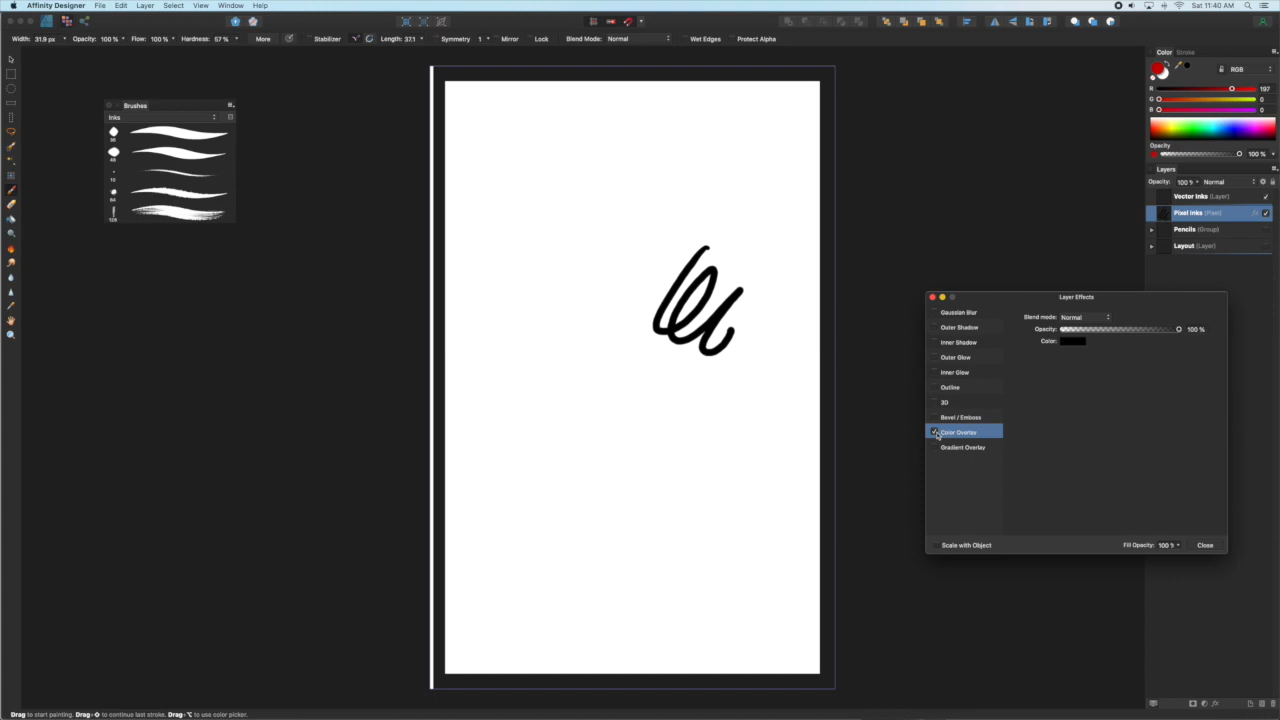 Affinity Designer File Edit Layer Select View Window Help Sat 11:40 AM
Width: 31.9 px Opacity: 100 % Flow: 100 % Hardness: 57 % More Stabilizer Length: 37.1 Symmetry 1 Mirror Lock Blend Mode: Normal Wet Edges Protect Alpha
Color Stroke
RGB
R 197
G 0
B 0
Opacity
100 %
Layers
Opacity: 100 % Normal
Vector Inks (Layer)
Pixel Inks (Pixel)
Pencils (Group)
Layout (Layer)
Brushes
Inks
10
64
128
Layer Effects
Gaussian Blur
Outer Shadow
Inner Shadow
Outer Glow
Inner Glow
Outline
3D
Bevel / Emboss
Color Overlay
Gradient Overlay
Blend mode: Normal
Opacity: 100 %
Color:
Scale with Object Fill Opacity: 100 % Close
Drag to start painting. Drag+⇧ to continue last stroke. Drag+⌥ to use color picker.